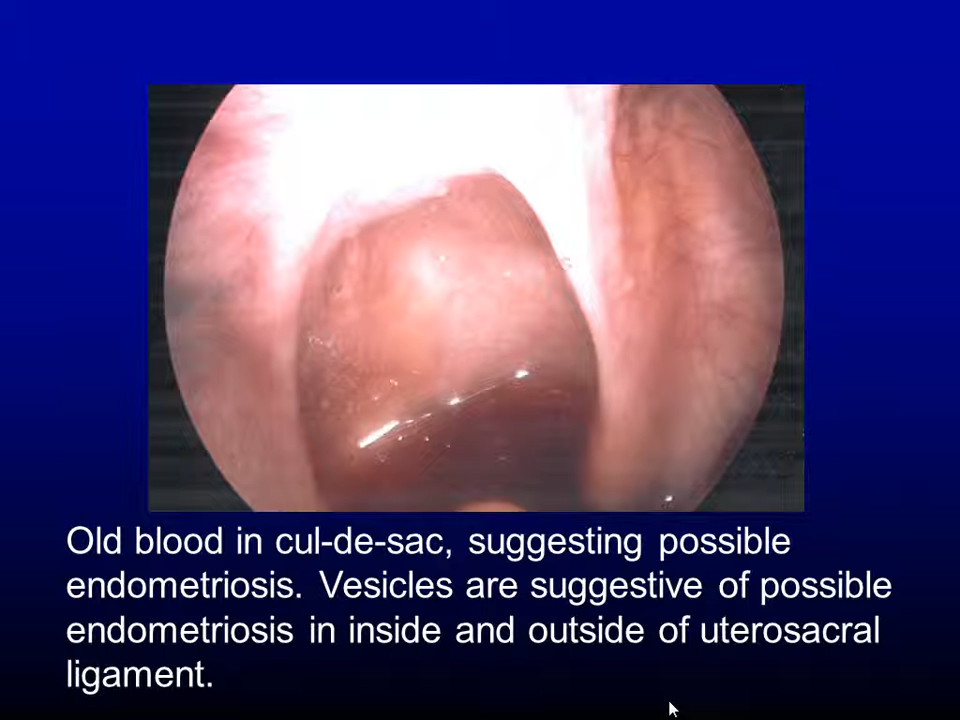 Old blood in cul-de-sac, suggesting possible
endometriosis. Vesicles are suggestive of possible
endometriosis in inside and outside of uterosacral
ligament.